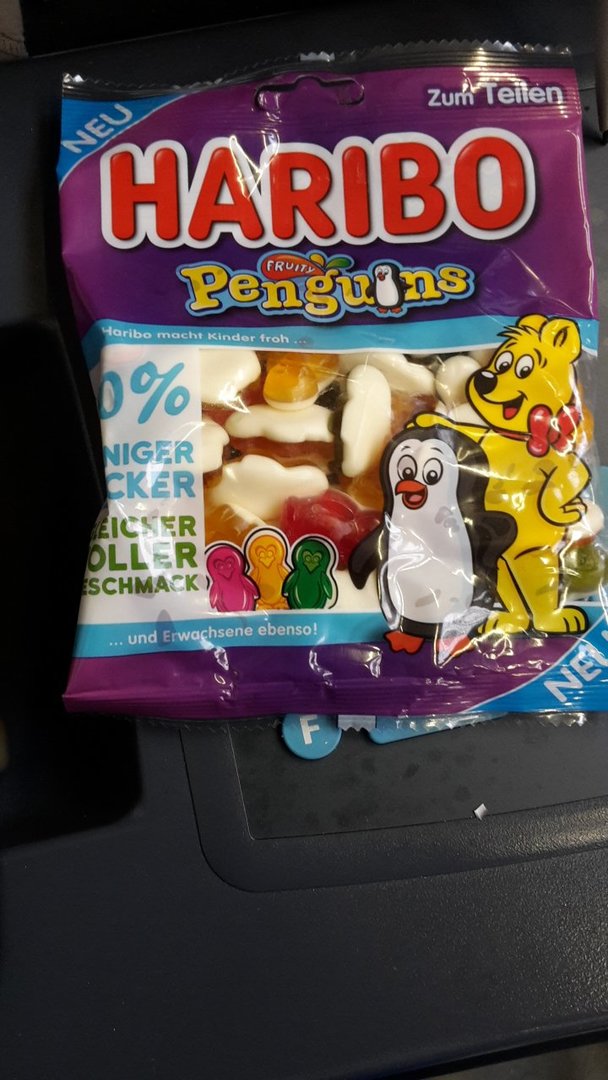 NEU
Zum Teilen
HARIBO
FRUITY
Penguins
Haribo macht Kinder froh ...
0%
NIGER
CKER
EICHER
OLLER
ESCHMACK
... und Erwachsene ebenso!
NEU
F